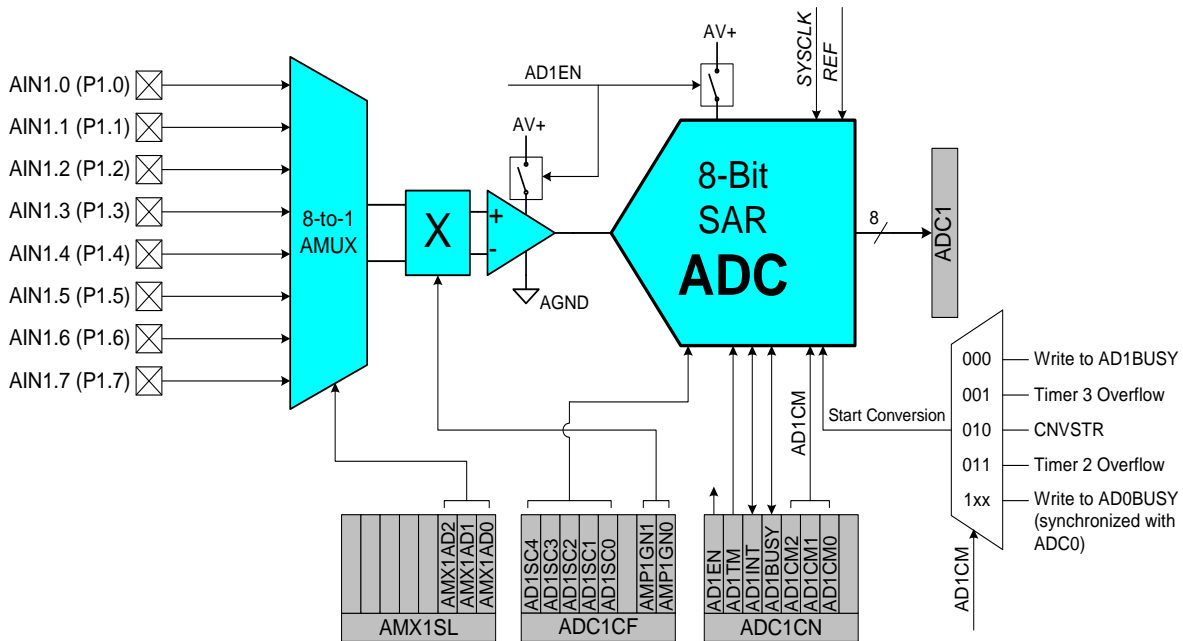 AV+
SYSCLK
REF
AD1EN
AIN1.0 (P1.0)
AIN1.1 (P1.1)
AIN1.2 (P1.2)
AIN1.3 (P1.3)
AIN1.4 (P1.4)
AIN1.5 (P1.5)
AIN1.6 (P1.6)
AIN1.7 (P1.7)
8-to-1
AMUX
X
AV+
+
-
AGND
8-Bit
SAR
ADC
8
ADC1
Start Conversion
AD1CM
000
001
010
011
1xx
Write to AD1BUSY
Timer 3 Overflow
CNVSTR
Timer 2 Overflow
Write to AD0BUSY
(synchronized with
ADC0)
AD1CM
AMX1AD2
AMX1AD1
AMX1AD0
AMX1SL
AD1SC4
AD1SC3
AD1SC2
AD1SC1
AD1SC0
AMP1GN1
AMP1GN0
ADC1CF
AD1EN
AD1TM
AD1INT
AD1BUSY
AD1CM2
AD1CM1
AD1CM0
ADC1CN